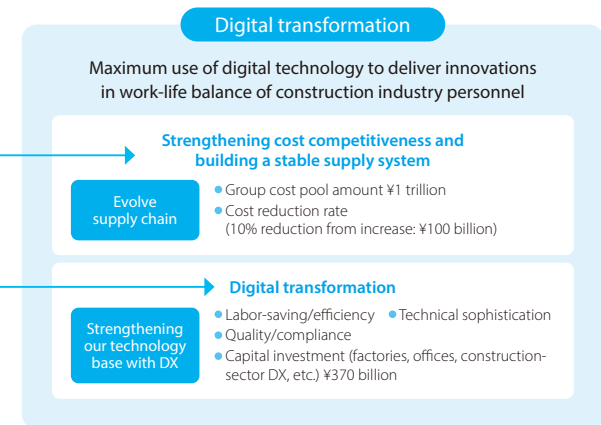 Digital transformation
Maximum use of digital technology to deliver innovations
in work-life balance of construction industry personnel
Strengthening cost competitiveness and
building a stable supply system
Evolve
supply chain
• Group cost pool amount ¥1 trillion
• Cost reduction rate
(10% reduction from increase: ¥100 billion)
Digital transformation
Strengthening
our technology
base with DX
• Labor-saving/efficiency • Technical sophistication
• Quality/compliance
• Capital investment (factories, offices, construction-
sector DX, etc.) ¥370 billion